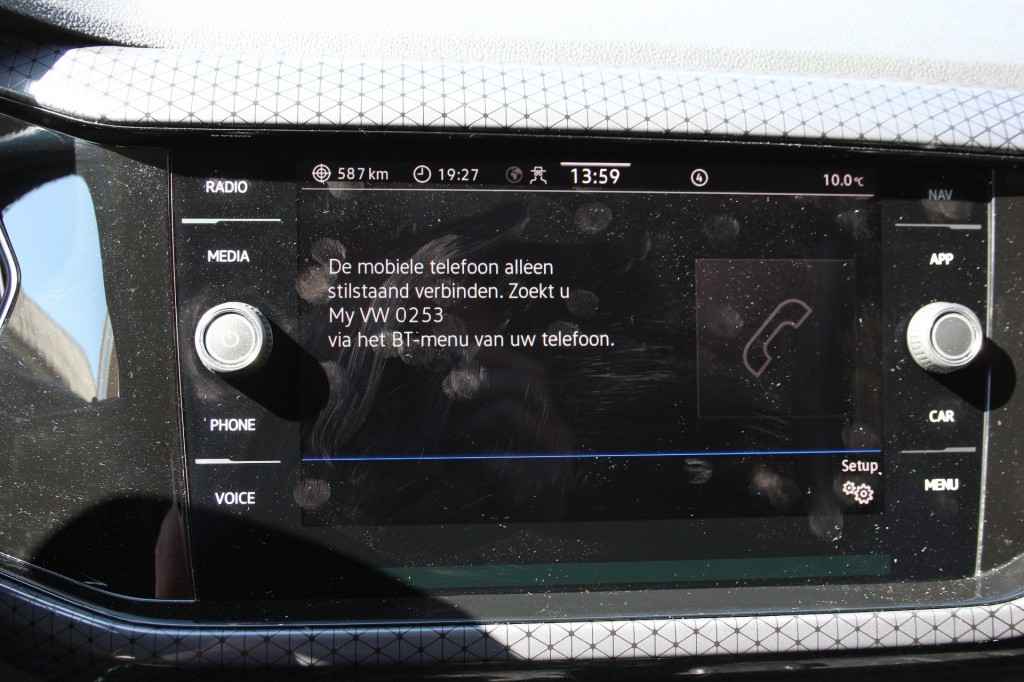 587 km 19:27 13:59 4 10.0 °C
RADIO
NAV
MEDIA
APP
De mobiele telefoon alleen
stilstaand verbinden. Zoekt u
My VW 0253
via het BT-menu van uw telefoon.
PHONE
CAR
VOICE
Setup
MENU